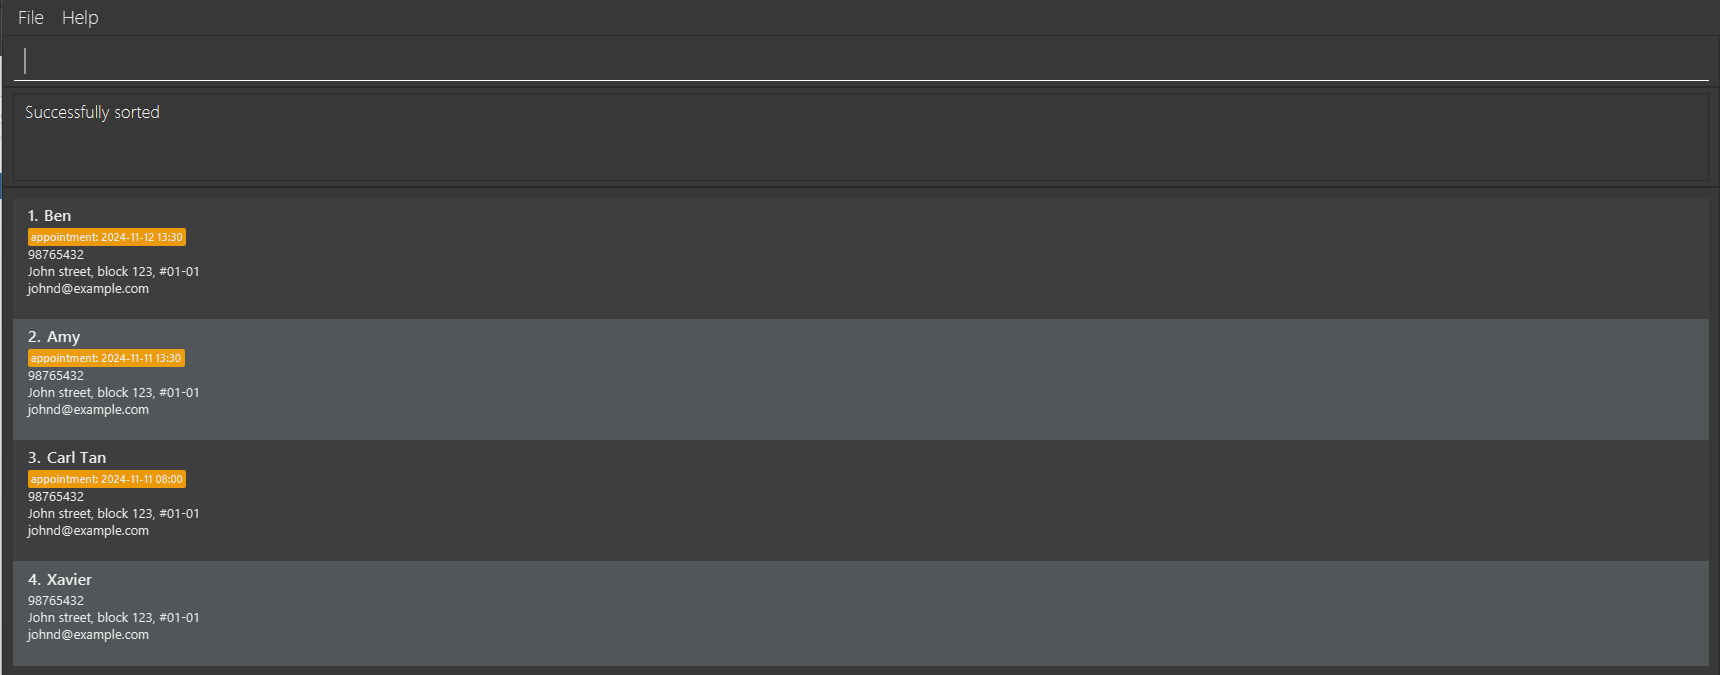 File Help
Successfully sorted
1. Ben
appointment: 2024-11-12 13:30
98765432
John street, block 123, #01-01
johnd@example.com
2. Amy
appointment: 2024-11-11 13:30
98765432
John street, block 123, #01-01
johnd@example.com
3. Carl Tan
appointment: 2024-11-11 08:00
98765432
John street, block 123, #01-01
johnd@example.com
4. Xavier
98765432
John street, block 123, #01-01
johnd@example.com